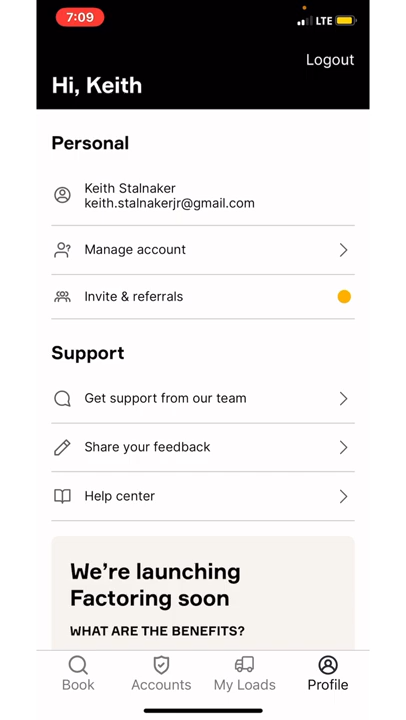 7:09
LTE
Logout
Hi, Keith
Personal
Keith Stalnaker
keith.stalnakerjr@gmail.com
Manage account
Invite & referrals
Support
Get support from our team
Share your feedback
Help center
We’re launching
Factoring soon
WHAT ARE THE BENEFITS?
Book
Accounts
My Loads
Profile